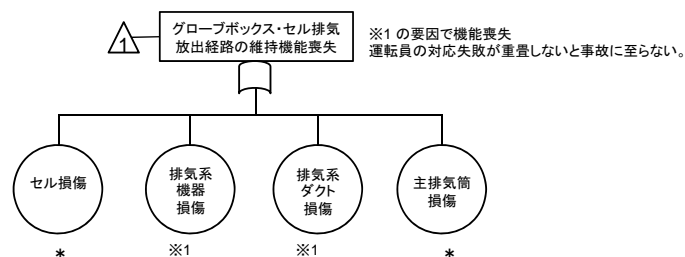 1
グローブボックス・セル排気
放出経路の維持機能喪失
※1 の要因で機能喪失
運転員の対応失敗が重畳しないと事故に至らない。
セル損傷
排気系
機器
損傷
排気系
ダクト
損傷
主排気筒
損傷
*
※1
※1
*